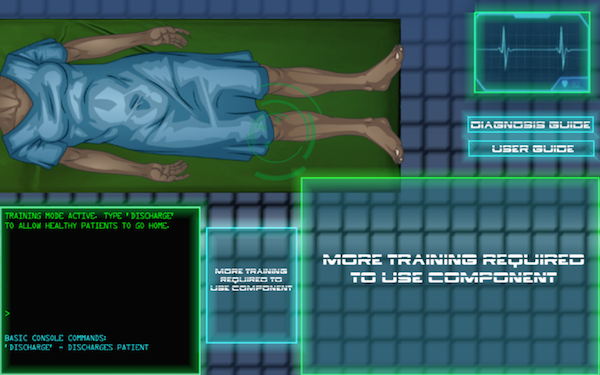 DIAGNOSIS GUIDE
USER GUIDE
TRAINING MODE ACTIVE. TYPE 'DISCHARGE'
TO ALLOW HEALTHY PATIENTS TO GO HOME.
>
BASIC CONSOLE COMMANDS:
'DISCHARGE' - DISCHARGES PATIENT
MORE TRAINING
REQUIRED TO
USE COMPONENT
MORE TRAINING REQUIRED
TO USE COMPONENT